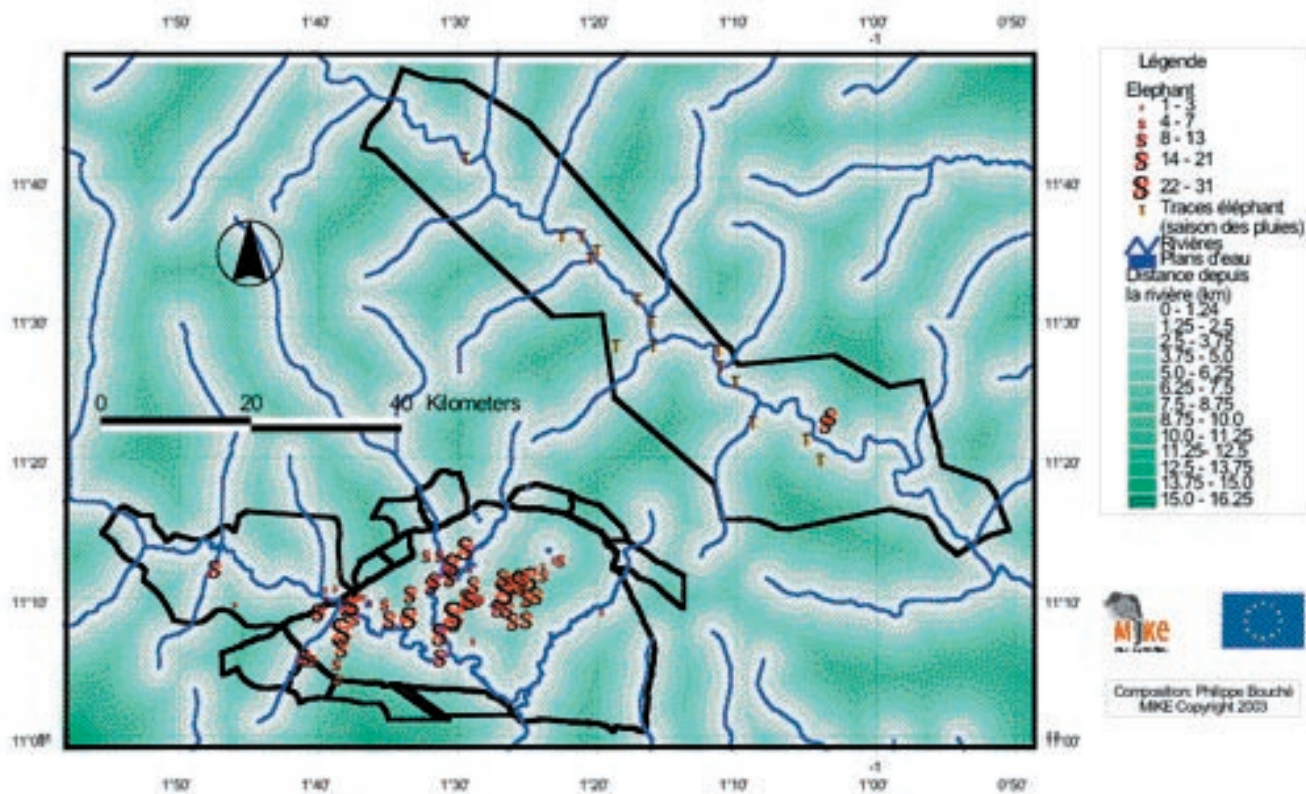 1°50' 1°40' 1°30' 1°20' 1°10' 1°00' 0°50'
-1
11°40' 11°40'
11°30' 11°30'
0 20 40 Kilometers
11°20' 11°20'
11°10' 11°10'
11°00' 11°00'
-1
1°50' 1°40' 1°30' 1°20' 1°10' 1°00' 0°50'
Légende
Elephant
1 - 3
4 - 7
8 - 13
14 - 21
22 - 31
Traces éléphant
(saison des pluies)
Rivières
Plans d'eau
Distance depuis
la rivière (km)
0 - 1.24
1.25 - 2.5
2.5 - 3.75
3.75 - 5.0
5.0 - 6.25
6.25 - 7.5
7.5 - 8.75
8.75 - 10.0
10.0 - 11.25
11.25 - 12.5
12.5 - 13.75
13.75 - 15.0
15.0 - 16.25
MIKE
Composition: Philippe Bouché
MIKE Copyright 2003